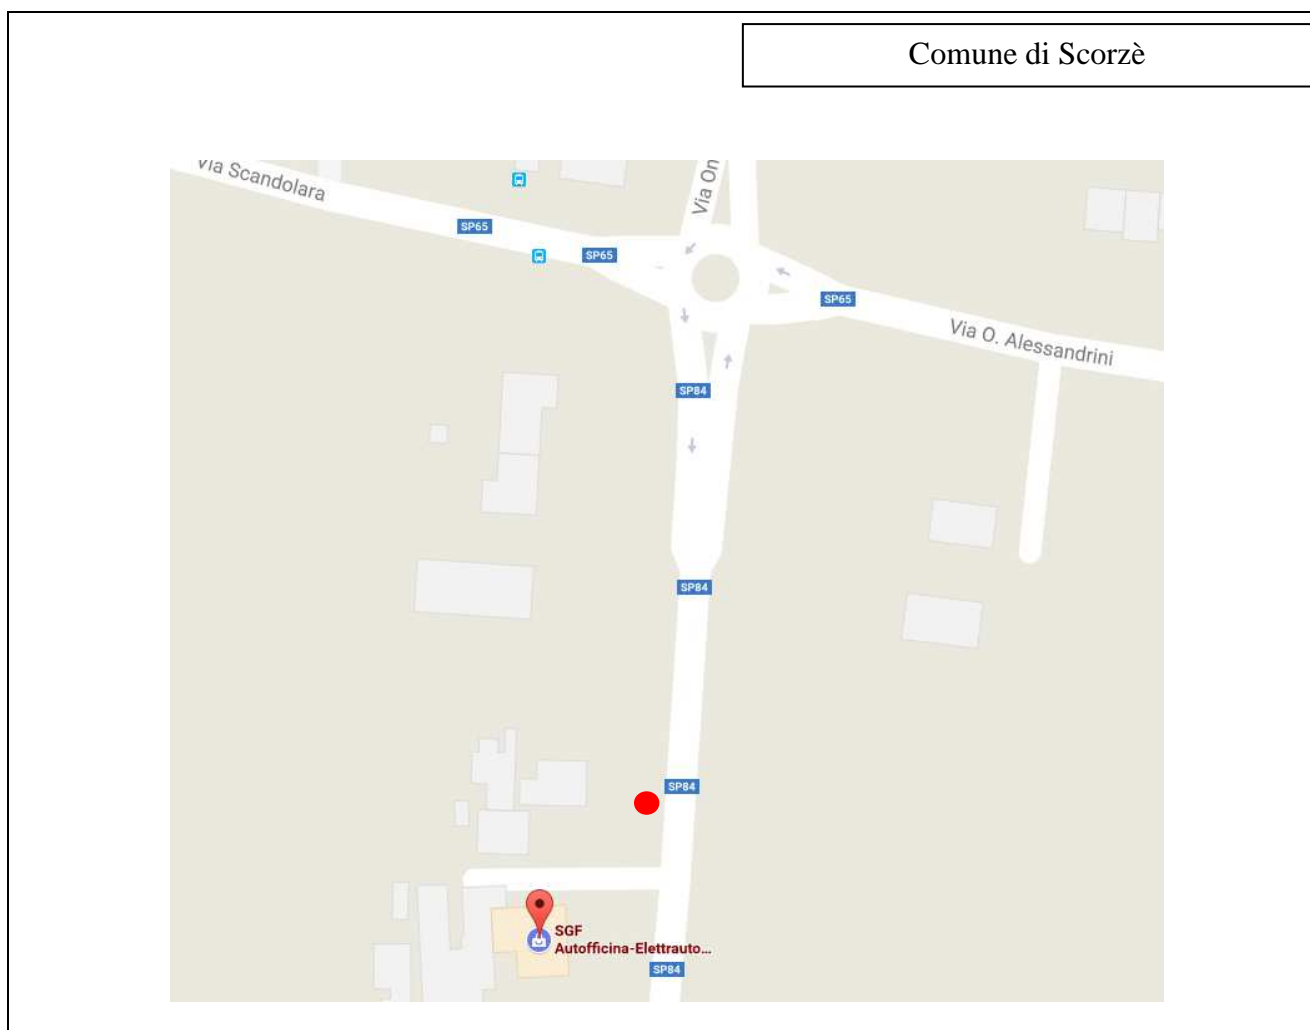 Comune di Scorzè
Via Scandolara
Via On
SP65
SP65
SP65
Via O. Alessandrini
SP84
SP84
SP84
SGF
Autofficina-Elettrauto...
SP84